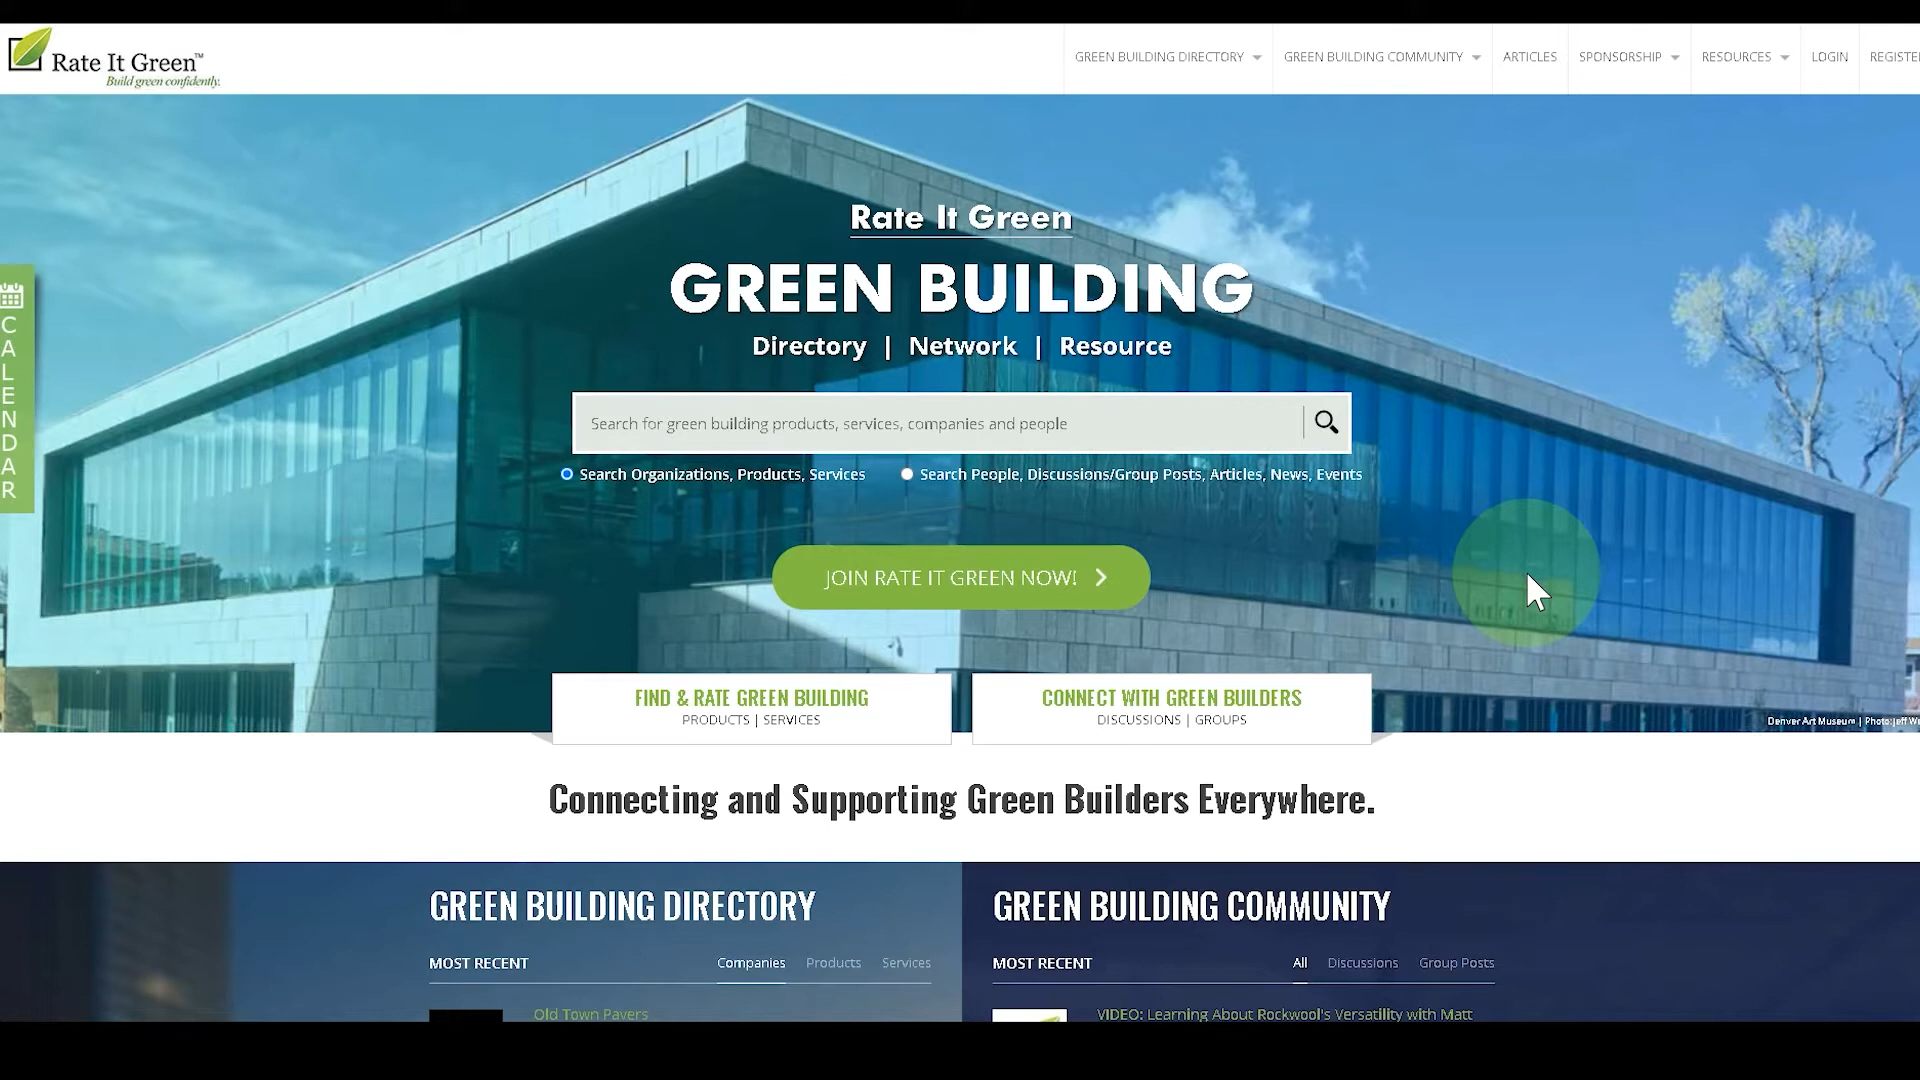 Rate It Green™
Build green confidently.
GREEN BUILDING DIRECTORY
GREEN BUILDING COMMUNITY
ARTICLES
SPONSORSHIP
RESOURCES
LOGIN
CALENDAR
Rate It Green
GREEN BUILDING
Directory | Network | Resource
Search for green building products, services, companies and people
Search Organizations, Products, Services
Search People, Discussions/Group Posts, Articles, News, Events
JOIN RATE IT GREEN NOW!
FIND & RATE GREEN BUILDING
PRODUCTS | SERVICES
CONNECT WITH GREEN BUILDERS
DISCUSSIONS | GROUPS
Denver Art Museum | Photo: Jeff
Connecting and Supporting Green Builders Everywhere.
GREEN BUILDING DIRECTORY
MOST RECENT
Companies
Products
Services
Old Town Pavers
GREEN BUILDING COMMUNITY
MOST RECENT
All
Discussions
Group Posts
VIDEO: Learning About Rockwool's Versatility with Matt